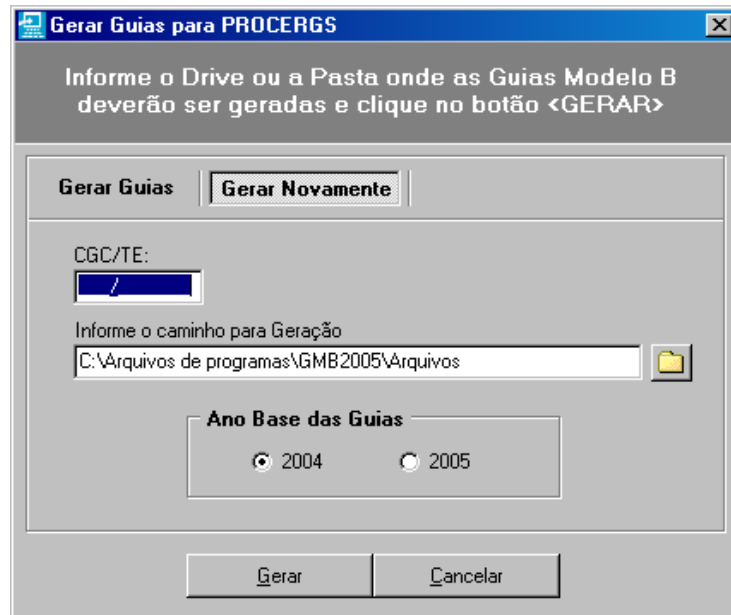 Gerar Guias para PROCERGS
Informe o Drive ou a Pasta onde as Guias Modelo B
deverão ser geradas e clique no botão <GERAR>
Gerar Guias Gerar Novamente
CGC/TE:
/
Informe o caminho para Geração
C:\Arquivos de programas\GMB2005\Arquivos
Ano Base das Guias
2004 2005
Gerar Cancelar